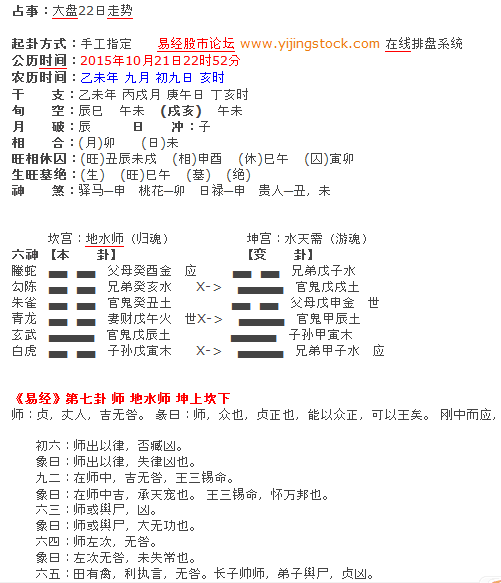 占事：大盘22日走势
起卦方式：手工指定 易经股市论坛 www.yijingstock.com 在线排盘系统
公历时间：2015年10月21日22时52分
农历时间：乙未年 九月 初九日 亥时
干 支：乙未年 丙戌月 庚午日 丁亥时
旬 空：辰巳 午未 (戌亥) 午未
月 破：辰 日 冲：子
相 合：(月)卯 (日)未
旺相休囚：(旺)丑辰未戌 (相)申酉 (休)巳午 (囚)寅卯
生旺墓绝：(生) (旺)巳午 (墓) (绝)
神 煞：驿马─申 桃花─卯 日禄─申 贵人─丑，未
坎宫：地水师（归魂） 坤宫：水天需（游魂）
六神 【本 卦】 【变 卦】
螣蛇 父母癸酉金 应 兄弟戊子水
勾陈 兄弟癸亥水 X-> 官鬼戊戌土
朱雀 官鬼癸丑土 父母戊申金 世
青龙 妻财戊午火 世X-> 官鬼甲辰土
玄武 官鬼戊辰土 子孙甲寅木
白虎 子孙戊寅木 X-> 兄弟甲子水 应
《易经》第七卦 师 地水师 坤上坎下
师：贞，丈人，吉无咎。 彖曰：师，众也，贞正也，能以众正，可以王矣。 刚中而应，
初六：师出以律，否臧凶。
象曰：师出以律，失律凶也。
九二：在师中，吉无咎，王三锡命。
象曰：在师中吉，承天宠也。 王三锡命，怀万邦也。
六三：师或舆尸，凶。
象曰：师或舆尸，大无功也。
六四：师左次，无咎。
象曰：左次无咎，未失常也。
六五：田有禽，利执言，无咎。长子帅师，弟子舆尸，贞凶。